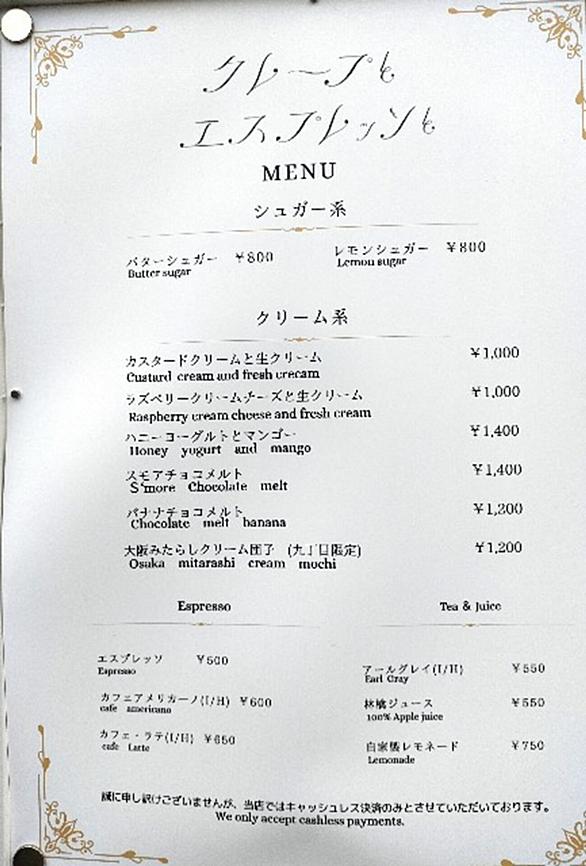 クレープと
エスプレッソと
MENU
シュガー系
バターシュガー ¥800 レモンシュガー ¥800
Butter sugar Lemon sugar
クリーム系
カスタードクリームと生クリーム ¥1,000
Custard cream and fresh crecam
ラズベリークリームチーズと生クリーム ¥1,000
Raspberry cream cheese and fresh cream
ハニーヨーグルトとマンゴー ¥1,400
Honey yogurt and mango
スモアチョコメルト ¥1,400
S'more Chocolate melt
バナナチョコメルト ¥1,200
Chocolate melt banana
大阪みたらしクリーム団子 (九丁目限定) ¥1,200
Osaka mitarashi cream mochi
Espresso Tea & Juice
エスプレッソ ¥500
Espresso
カフェアメリカーノ(I/H) ¥600
cafe americano
カフェ・ラテ(I/H) ¥650
cafe Latte
アールグレイ(I/H) ¥550
Earl Gray
林檎ジュース ¥550
100% Apple juice
自家製レモネード ¥750
Lemonade
誠に申し訳けございませんが、当店ではキャッシュレス決済のみとさせていただいております。
We only accept cashless payments.